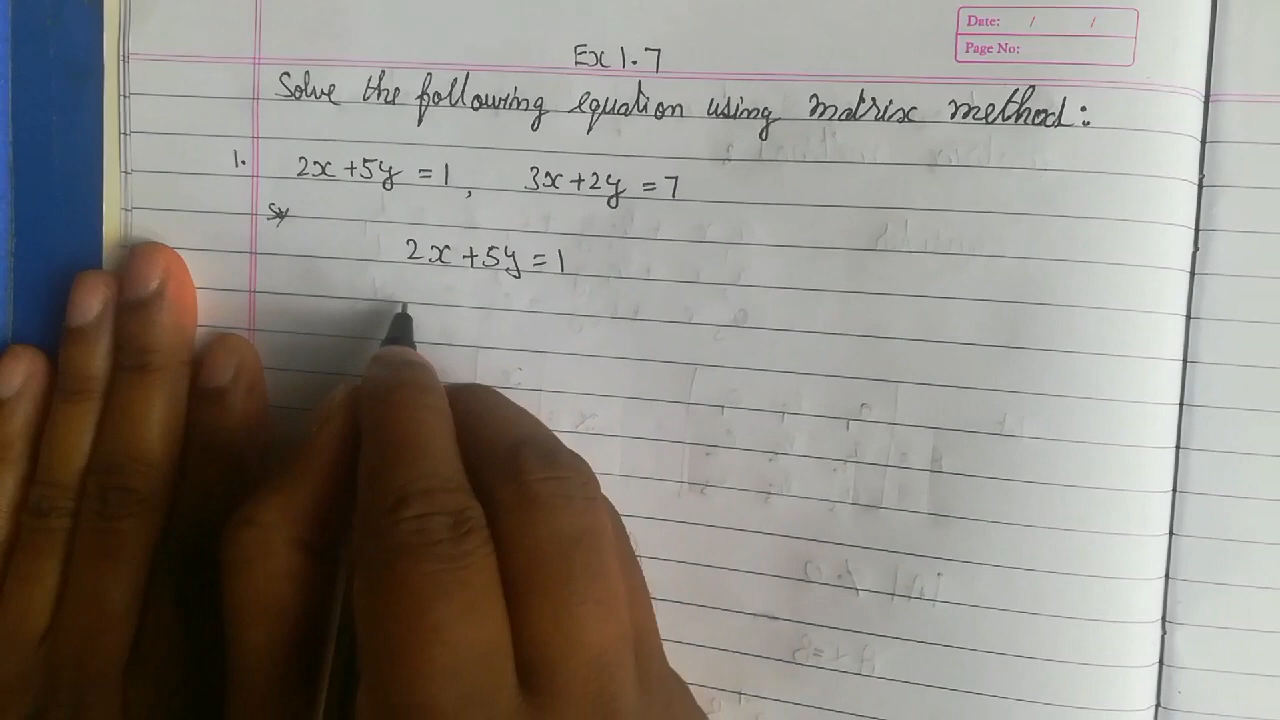 Date: / /
Page No:
Ex 1.7
Solve the following equation using matrix method:
1. 2x+5y=1, 3x+2y=7
2x+5y=1